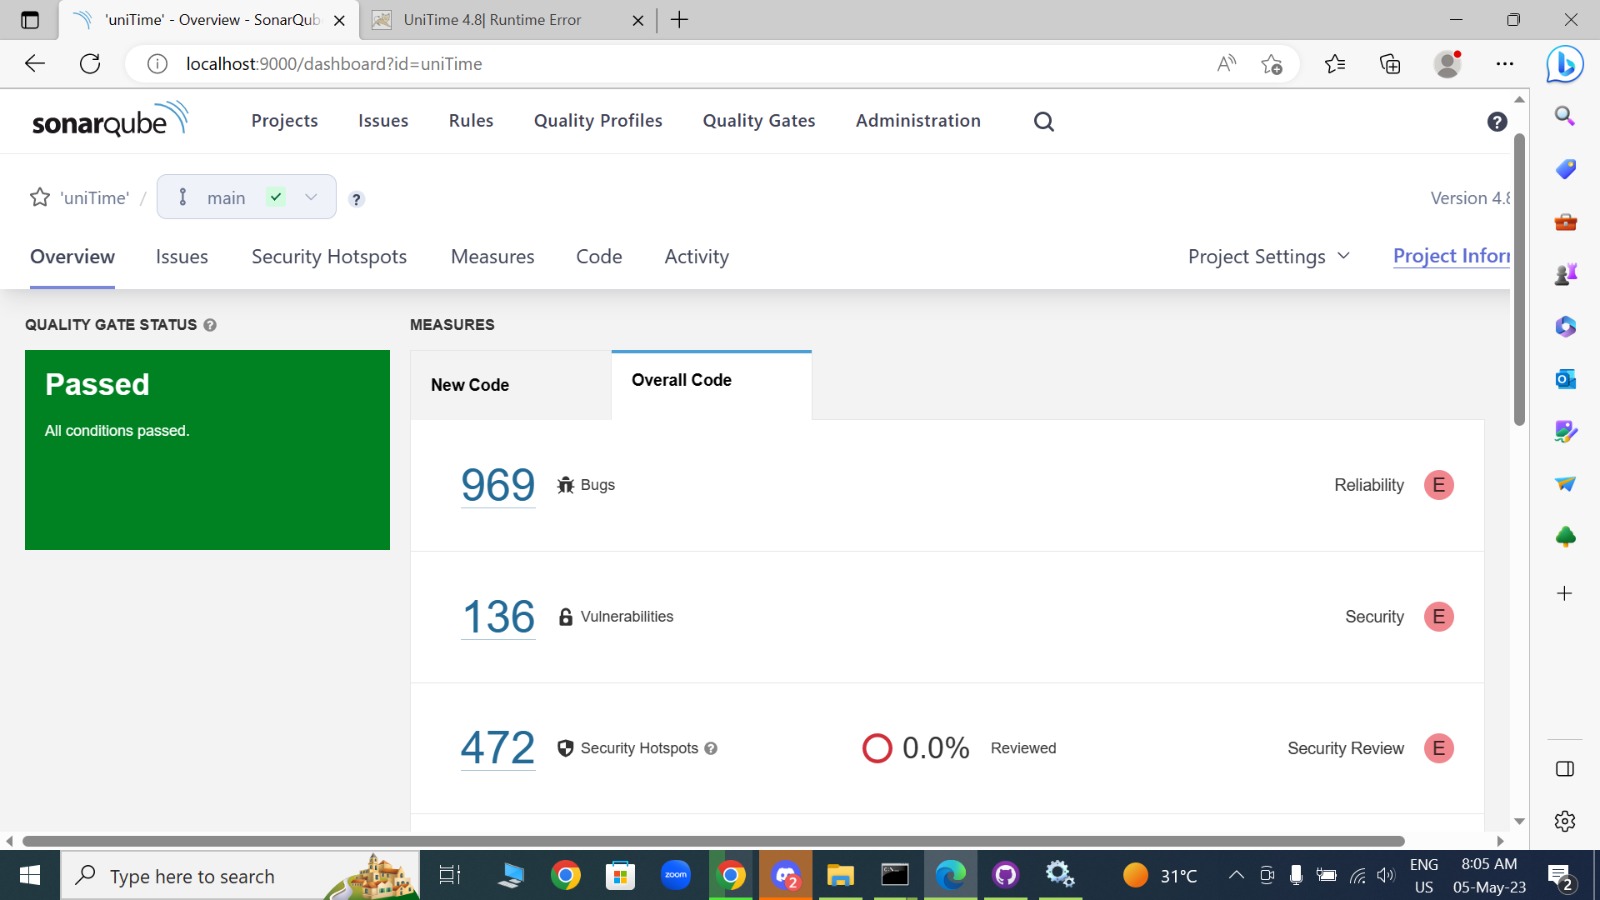 'uniTime' - Overview - SonarQub
UniTime 4.8| Runtime Error
localhost:9000/dashboard?id=uniTime
sonarqube
Projects
Issues
Rules
Quality Profiles
Quality Gates
Administration
?
'uniTime' /
main
?
Version 4.8
Overview
Issues
Security Hotspots
Measures
Code
Activity
Project Settings
Project Inform
QUALITY GATE STATUS ?
MEASURES
Passed
All conditions passed.
New Code
Overall Code
969 Bugs
Reliability E
136 Vulnerabilities
Security E
472 Security Hotspots ?
0.0% Reviewed
Security Review E
Type here to search
zoom
2
31°C
ENG
US
8:05 AM
05-May-23
2